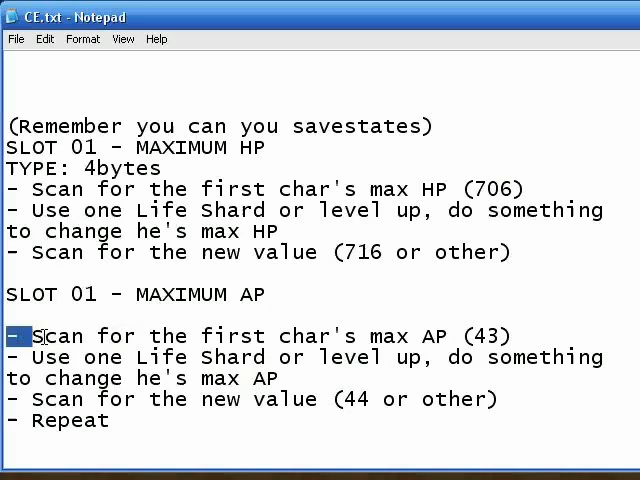 CE.txt - Notepad
File Edit Format View Help
(Remember you can you savestates)
SLOT 01 - MAXIMUM HP
TYPE: 4bytes
- Scan for the first char's max HP (706)
- Use one Life Shard or level up, do something
to change he's max HP
- Scan for the new value (716 or other)
SLOT 01 - MAXIMUM AP
- Scan for the first char's max AP (43)
- Use one Life Shard or level up, do something
to change he's max AP
- Scan for the new value (44 or other)
- Repeat